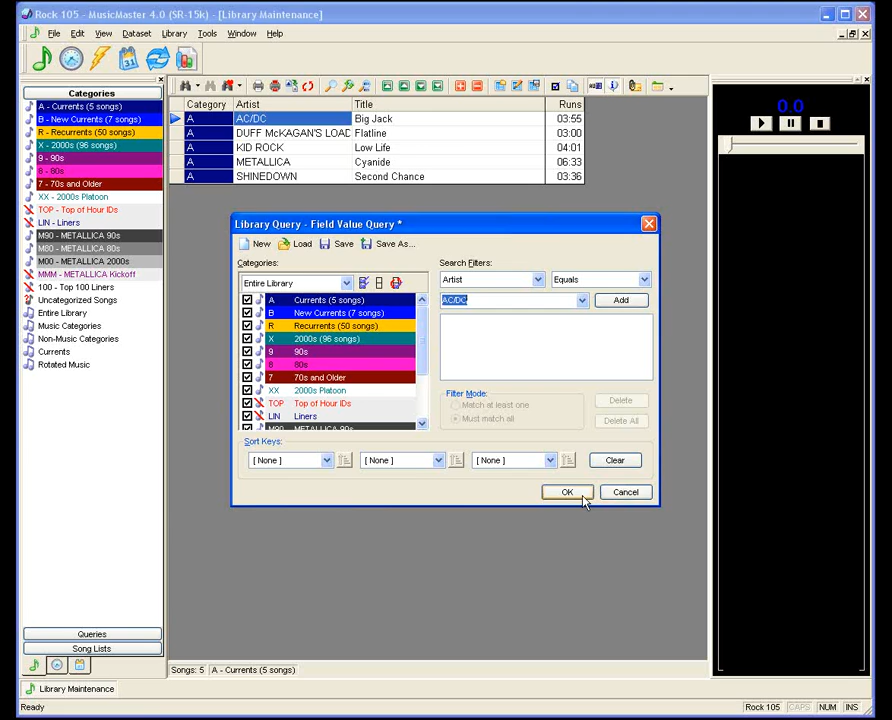 Rock 105 - MusicMaster 4.0 (SR-15k) - [Library Maintenance]
File Edit View Dataset Library Tools Window Help
31
Categories
A - Currents (5 songs)
B - New Currents (7 songs)
R - Recurrents (50 songs)
X - 2000s (96 songs)
9 - 90s
8 - 80s
7 - 70s and Older
XX - 2000s Platoon
TOP - Top of Hour IDs
LIN - Liners
M90 - METALLICA 90s
M80 - METALLICA 80s
M00 - METALLICA 2000s
MMM - METALLICA Kickoff
100 - Top 100 Liners
Uncategorized Songs
Entire Library
Music Categories
Non-Music Categories
Currents
Rotated Music
Queries
Song Lists
Category Artist Title Runs
A AC/DC Big Jack 03:55
A DUFF McKAGAN'S LOAD Flatline 03:00
A KID ROCK Low Life 04:01
A METALLICA Cyanide 06:33
A SHINEDOWN Second Chance 03:36
Library Query - Field Value Query *
New Load Save Save As...
Categories:
Entire Library
A Currents (5 songs)
B New Currents (7 songs)
R Recurrents (50 songs)
X 2000s (96 songs)
9 90s
8 80s
7 70s and Older
XX 2000s Platoon
TOP Top of Hour IDs
LIN Liners
M90 METALLICA 90s
Search Filters:
Artist Equals
AC/DC Add
Filter Mode:
Match at least one
Must match all
Delete
Delete All
Sort Keys:
[ None ] [ None ] [ None ] Clear
OK Cancel
0.0
Songs: 5 A - Currents (5 songs)
Library Maintenance
Ready Rock 105 CAPS NUM INS